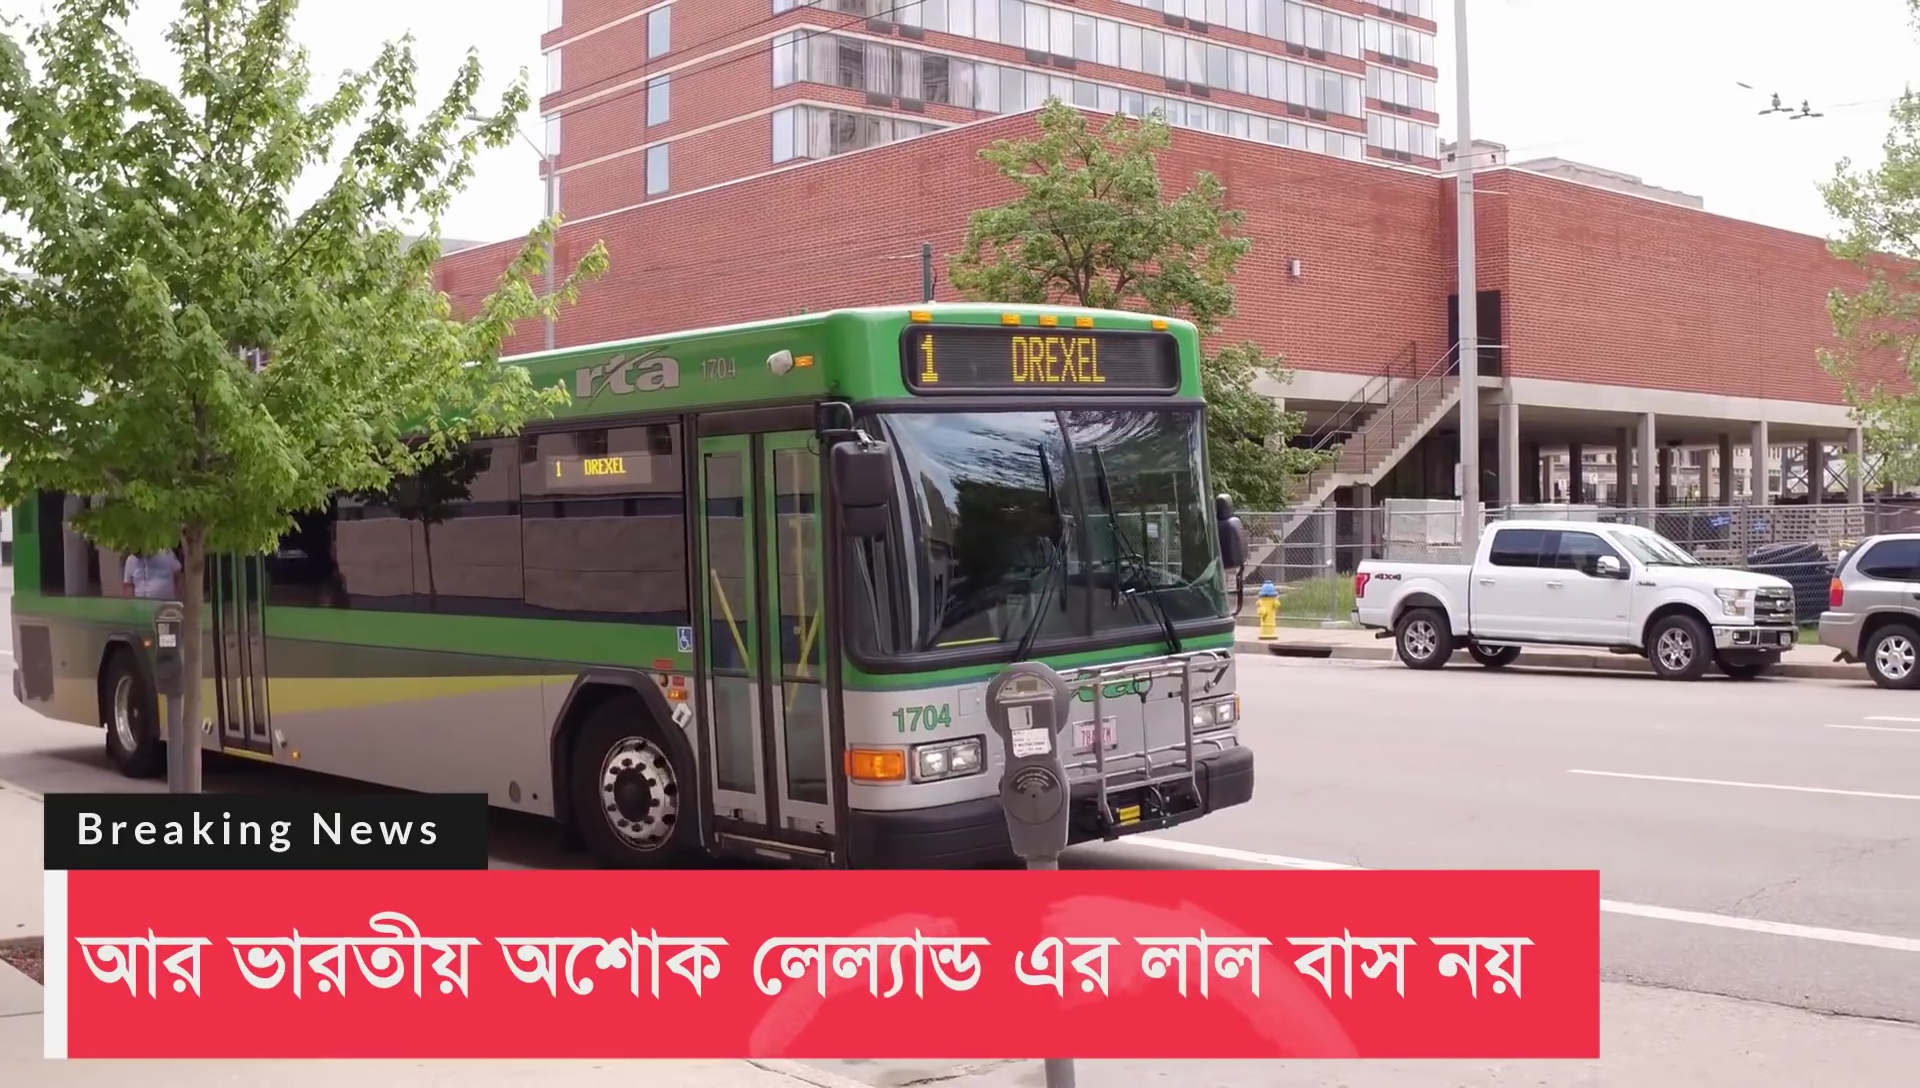 1 DREXEL
rta 1704
1 DREXEL
1704
Breaking News
আর ভারতীয় অশোক লেল্যান্ড এর লাল বাস নয়